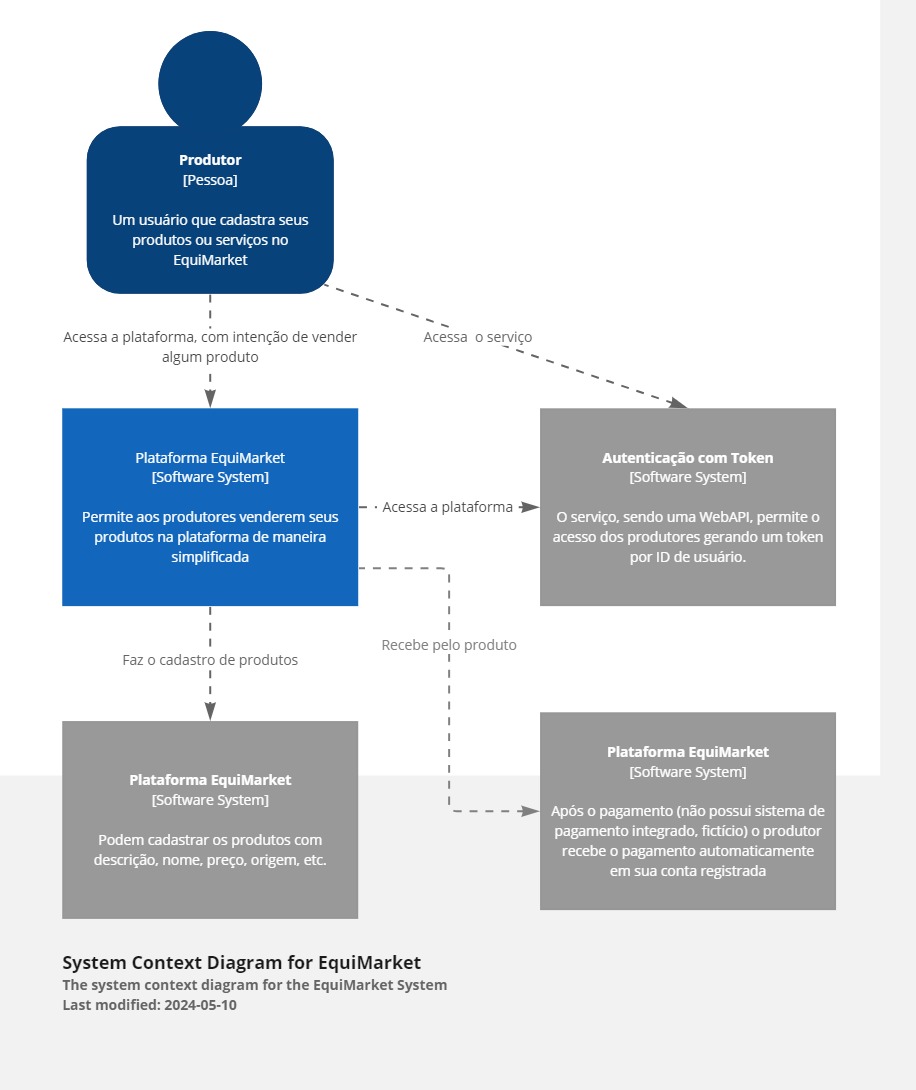 Produtor
[Pessoa]
Um usuário que cadastra seus
produtos ou serviços no
EquiMarket
Acessa a plataforma, com intenção de vender
algum produto
Acessa  o serviço
Plataforma EquiMarket
[Software System]
Permite aos produtores venderem seus
produtos na plataforma de maneira
simplificada
Acessa a plataforma
Autenticação com Token
[Software System]
O serviço, sendo uma WebAPI, permite o
acesso dos produtores gerando um token
por ID de usuário.
Recebe pelo produto
Faz o cadastro de produtos
Plataforma EquiMarket
[Software System]
Podem cadastrar os produtos com
descrição, nome, preço, origem, etc.
Plataforma EquiMarket
[Software System]
Após o pagamento (não possui sistema de
pagamento integrado, fictício) o produtor
recebe o pagamento automaticamente
em sua conta registrada
System Context Diagram for EquiMarket
The system context diagram for the EquiMarket System
Last modified: 2024-05-10